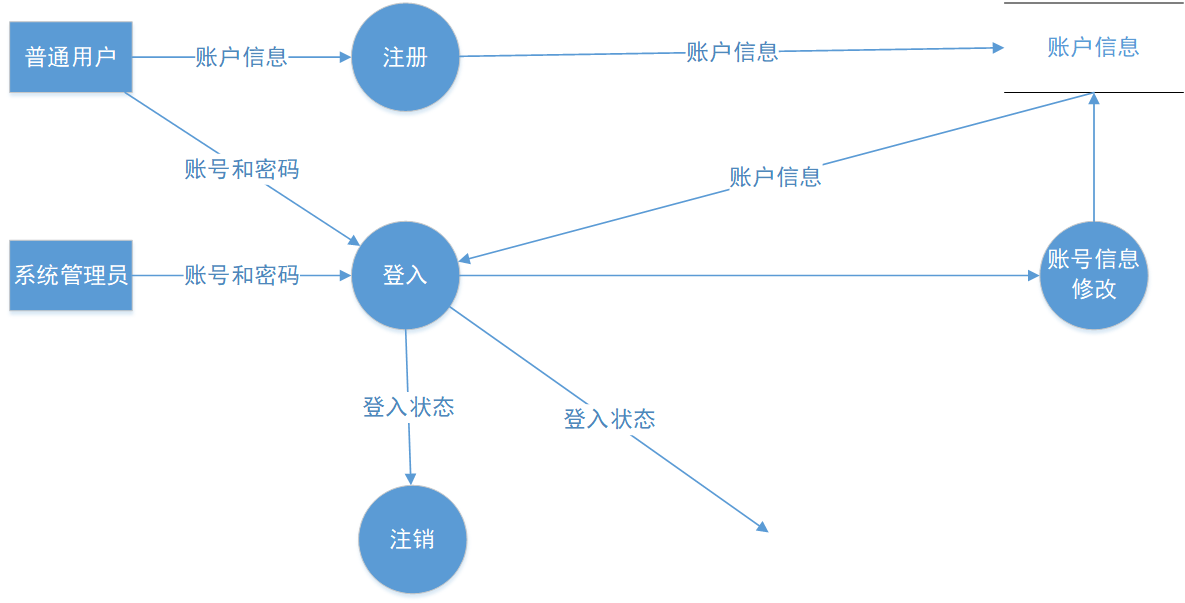 普通用户
账户信息
注册
账户信息
账户信息
账号和密码
账户信息
系统管理员
账号和密码
登入
账号信息
修改
登入状态
登入状态
注销